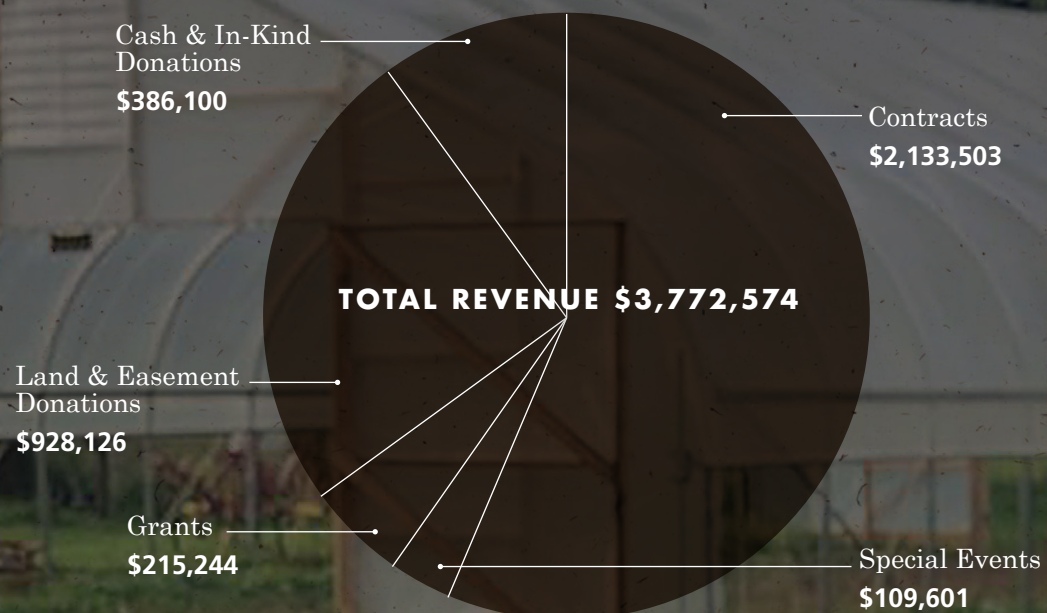 Cash & In-Kind
Donations
$386,100
Contracts
$2,133,503
TOTAL REVENUE $3,772,574
Land & Easement
Donations
$928,126
Grants
$215,244
Special Events
$109,601